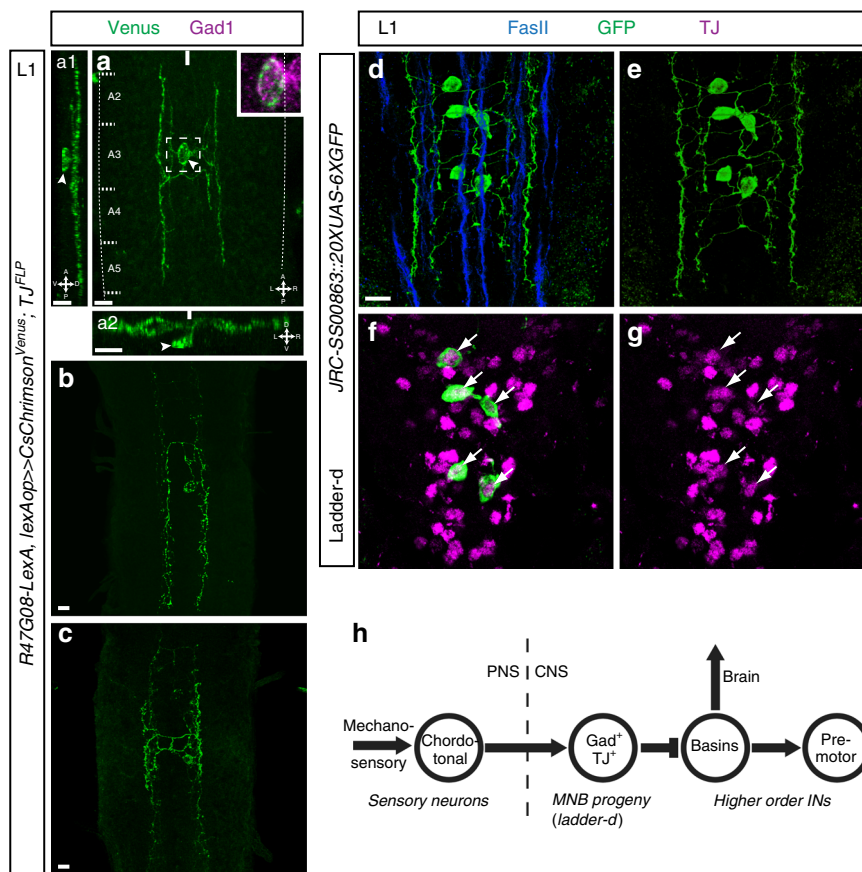 Venus Gad1
L1
R47G08-LexA, lexAop>>CsChrimson^Venus; TJ^FLP
a1
a
A2
A3
A4
A5
A
V D
P
A
L R
P
a2
D
L R
V
b
c
L1 FasII GFP TJ
JRC-SS00863::20XUAS-6XGFP
Ladder-d
d
e
f
g
h
PNS CNS
Brain
Mechano-
sensory
Chordo-
tonal
Gad+
TJ+
Basins
Pre-
motor
Sensory neurons
MNB progeny
(ladder-d)
Higher order INs